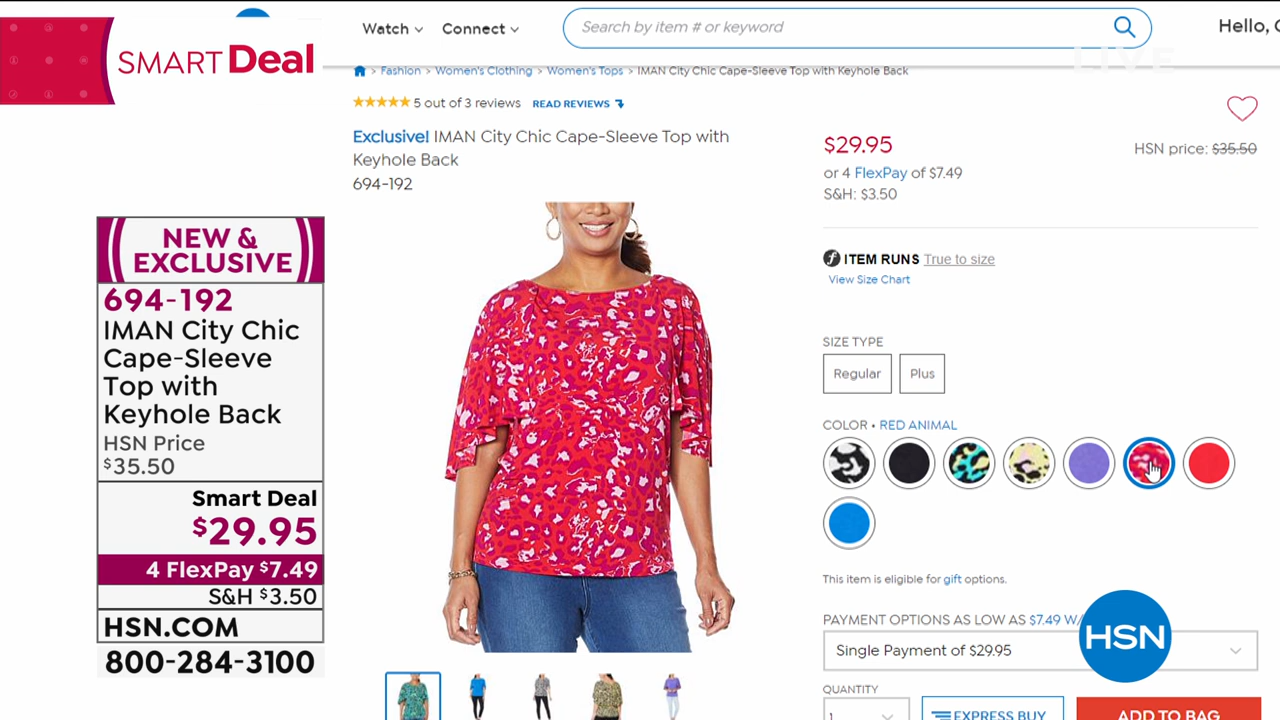 SMART Deal
Watch
Connect
Search by item # or keyword
Hello,
LIVE
> Fashion > Women's Clothing > Women's Tops > IMAN City Chic Cape-Sleeve Top with Keyhole Back
5 out of 3 reviews READ REVIEWS
Exclusive! IMAN City Chic Cape-Sleeve Top with
Keyhole Back
694-192
$29.95
HSN price: $35.50
or 4 FlexPay of $7.49
S&H: $3.50
f ITEM RUNS True to size
View Size Chart
SIZE TYPE
Regular
Plus
COLOR • RED ANIMAL
This item is eligible for gift options.
PAYMENT OPTIONS AS LOW AS $7.49 W
Single Payment of $29.95
HSN
QUANTITY
1
EXPRESS BUY
ADD TO BAG
NEW &
EXCLUSIVE
694-192
IMAN City Chic
Cape-Sleeve
Top with
Keyhole Back
HSN Price
$35.50
Smart Deal
$29.95
4 FlexPay $7.49
S&H $3.50
HSN.COM
800-284-3100